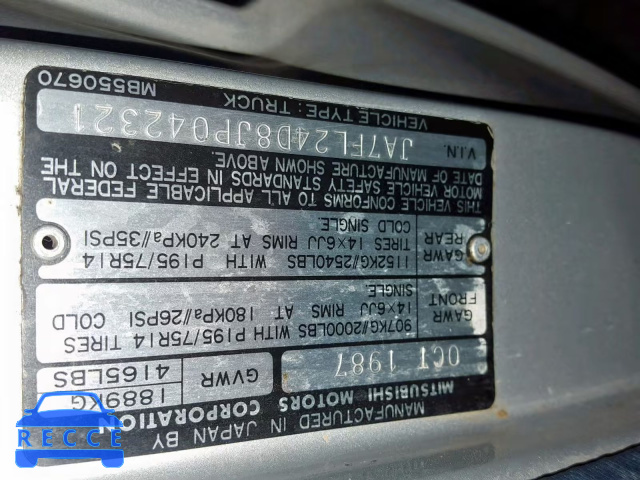 MANUFACTURED IN JAPAN BY
MITSUBISHI MOTORS CORPORATION
OCT 1987
GVWR
1889KG
4165LBS
GAWR
FRONT
907KG//2000LBS WITH P195/75R14 TIRES
14×6JJ RIMS AT 180KPa//26PSI COLD
SINGLE.
GAWR
REAR
1152KG//2540LBS WITH P195/75R14
TIRES 14×6JJ RIMS AT 240KPa//35PSI
COLD SINGLE.
THIS VEHICLE CONFORMS TO ALL APPLICABLE FEDERAL
MOTOR VEHICLE SAFETY STANDARDS IN EFFECT ON THE
DATE OF MANUFACTURE SHOWN ABOVE.
V.I.N. JA7FL24D8JP042321
VEHICLE TYPE: TRUCK MB550670
RECCE